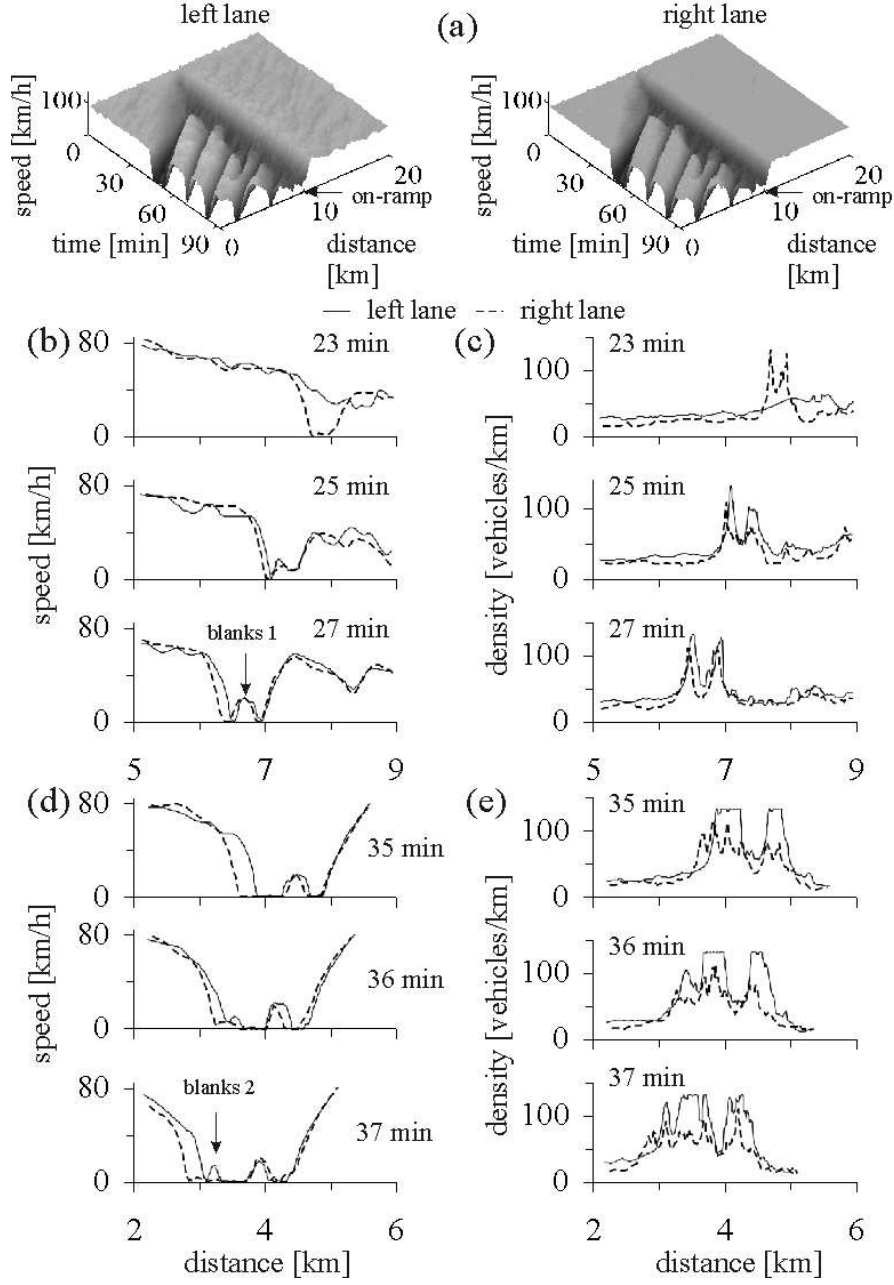 left lane
(a)
right lane
speed [km/h]
100
0
30
60
90
time [min]
0
10
20
on-ramp
distance
[km]
speed [km/h]
100
0
30
60
90
time [min]
0
10
20
on-ramp
distance
[km]
left lane
right lane
(b)
speed [km/h]
80
0
23 min
80
0
25 min
80
0
27 min
blanks 1
5 7 9
(c)
density [vehicles/km]
100
0
23 min
100
0
25 min
100
0
27 min
5 7 9
(d)
speed [km/h]
80
0
35 min
80
0
36 min
80
0
37 min
blanks 2
2 4 6
distance [km]
(e)
density [vehicles/km]
100
0
35 min
100
0
36 min
100
0
37 min
2 4 6
distance [km]